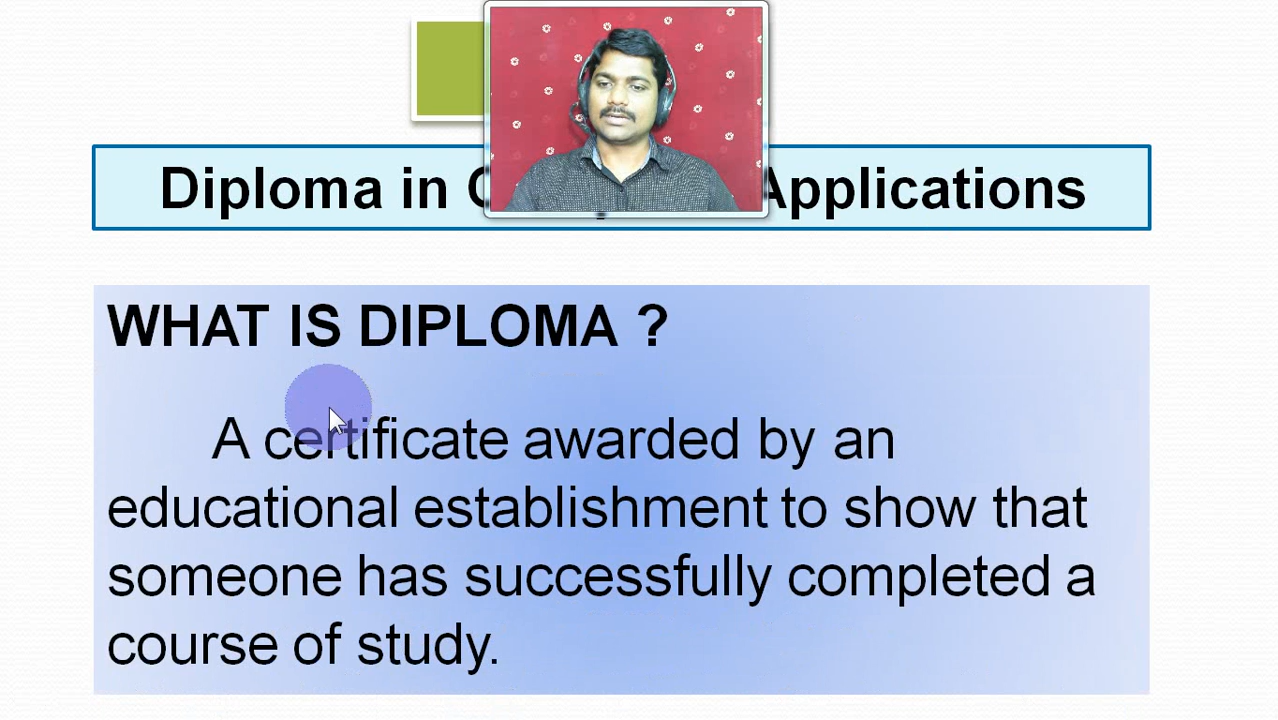 Diploma in Applications
WHAT IS DIPLOMA ?
A certificate awarded by an
educational establishment to show that
someone has successfully completed a
course of study.